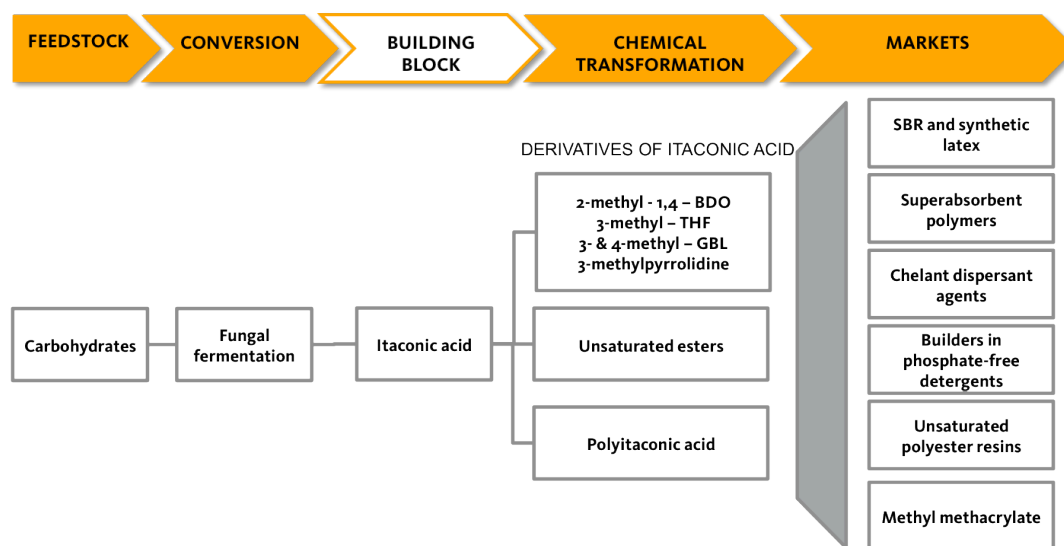 FEEDSTOCK
CONVERSION
BUILDING
BLOCK
CHEMICAL
TRANSFORMATION
MARKETS
DERIVATIVES OF ITACONIC ACID
Carbohydrates
Fungal
fermentation
Itaconic acid
2-methyl - 1,4 – BDO
3-methyl – THF
3- & 4-methyl – GBL
3-methylpyrrolidine
Unsaturated esters
Polyitaconic acid
SBR and synthetic
latex
Superabsorbent
polymers
Chelant dispersant
agents
Builders in
phosphate-free
detergents
Unsaturated
polyester resins
Methyl methacrylate